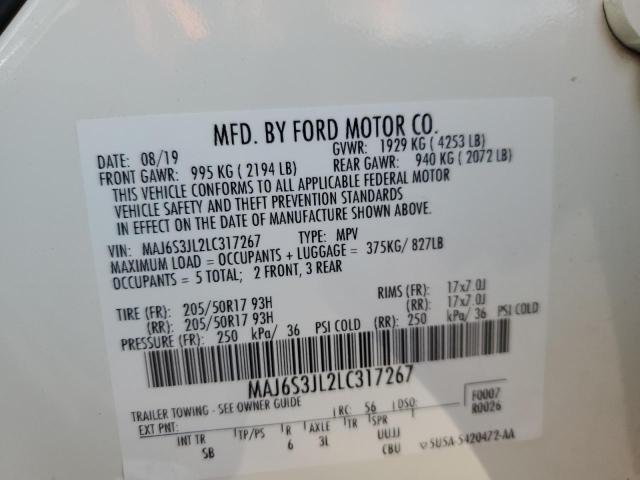 MFD. BY FORD MOTOR CO.
DATE: 08/19 GVWR: 1929 KG ( 4253 LB)
FRONT GAWR: 995 KG ( 2194 LB) REAR GAWR: 940 KG ( 2072 LB)
THIS VEHICLE CONFORMS TO ALL APPLICABLE FEDERAL MOTOR
VEHICLE SAFETY AND THEFT PREVENTION STANDARDS
IN EFFECT ON THE DATE OF MANUFACTURE SHOWN ABOVE.
VIN: MAJ6S3JL2LC317267 TYPE: MPV
MAXIMUM LOAD = OCCUPANTS + LUGGAGE = 375KG/ 827LB
OCCUPANTS = 5 TOTAL; 2 FRONT, 3 REAR
TIRE (FR): 205/50R17 93H RIMS (FR): 17x7.0J
(RR): 205/50R17 93H (RR): 17x7.0J
PRESSURE (FR): 250 kPa/ 36 PSI COLD (RR): 250 kPa/ 36 PSI COLD
MAJ6S3JL2LC317267
TRAILER TOWING - SEE OWNER GUIDE
EXT PNT: RC: 56 DSO: F0007
R0026
INT TR TP/PS R AXLE TR SPR
SB 6 3L UUJJ
CBU 5U5A-5420472-AA